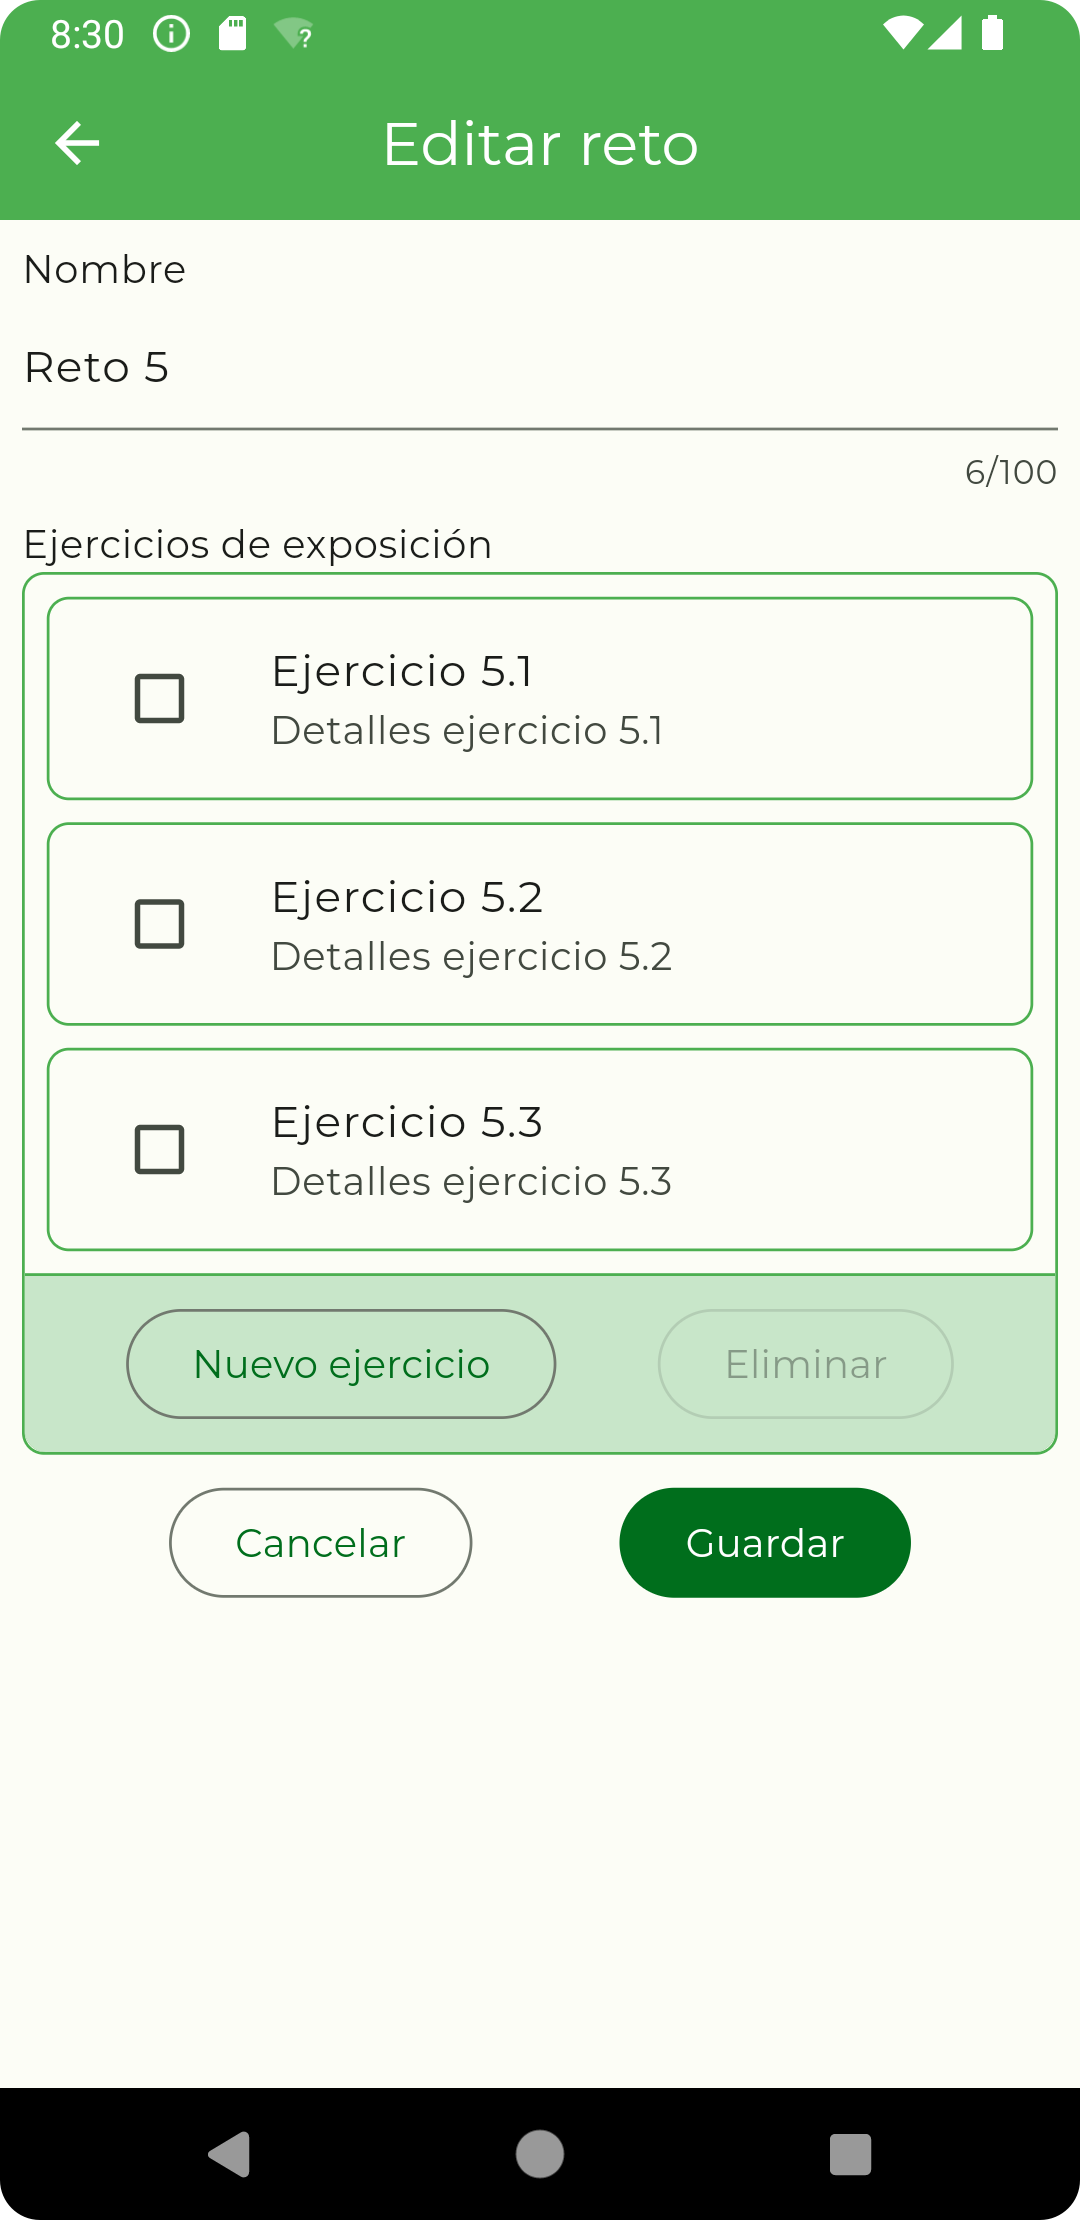 8:30
Editar reto
Nombre
Reto 5
6/100
Ejercicios de exposición
Ejercicio 5.1
Detalles ejercicio 5.1
Ejercicio 5.2
Detalles ejercicio 5.2
Ejercicio 5.3
Detalles ejercicio 5.3
Nuevo ejercicio
Eliminar
Cancelar
Guardar